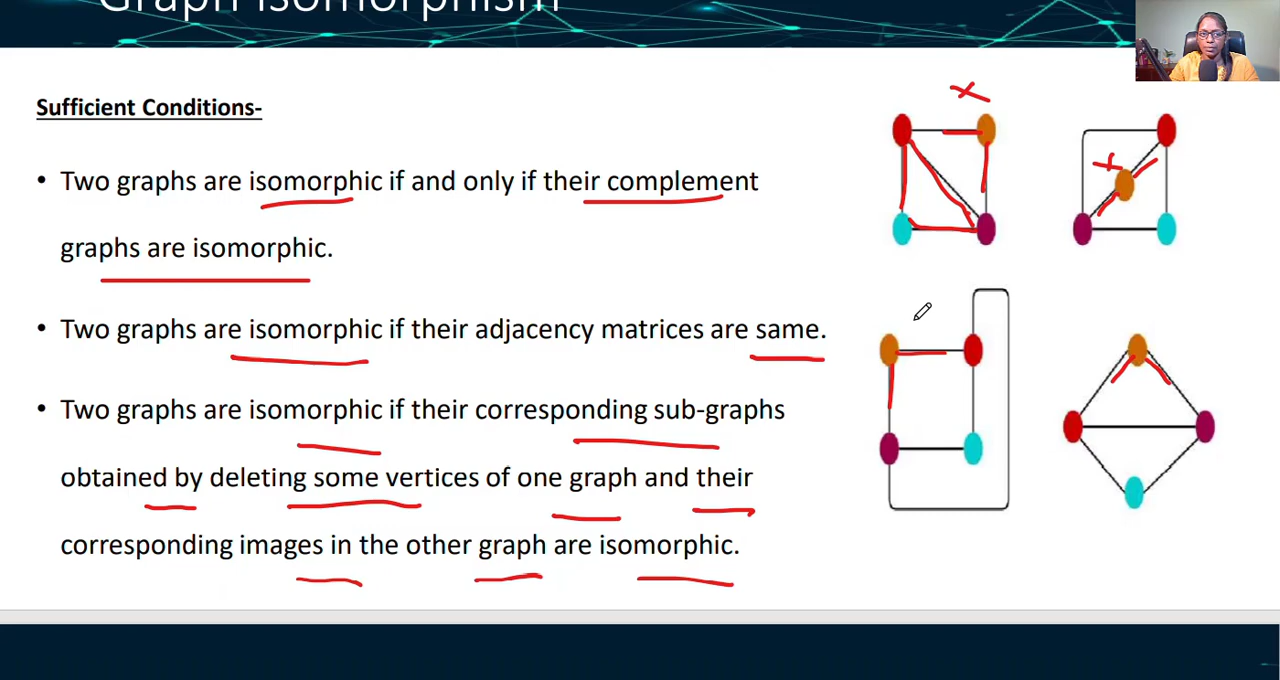 Graph Isomorphism
Sufficient Conditions-
• Two graphs are isomorphic if and only if their complement
graphs are isomorphic.
• Two graphs are isomorphic if their adjacency matrices are same.
• Two graphs are isomorphic if their corresponding sub-graphs
obtained by deleting some vertices of one graph and their
corresponding images in the other graph are isomorphic.